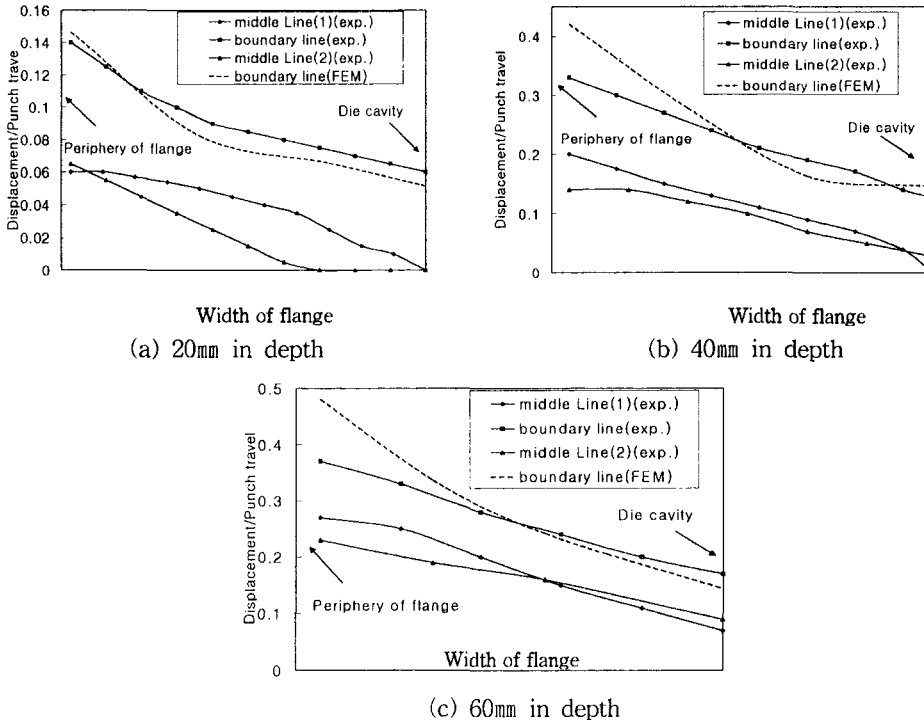 0.16
0.14
0.12
0.10
0.08
0.06
0.04
0.02
0
Displacement/Punch trave
middle Line(1)(exp.)
boundary line(exp.)
middle Line(2)(exp.)
boundary line(FEM)
Die cavity
Periphery of flange
Width of flange
(a) 20㎜ in depth
0.4
0.3
0.2
0.1
0
Displacement/Punch travel
middle Line(1)(exp.)
boundary line(exp.)
middle Line(2)(exp.)
boundary line(FEM)
Die cavity
Periphery of flange
Width of flange
(b) 40㎜ in depth
0.5
0.4
0.3
0.2
0.1
0
Displacement/Punch travel
middle Line(1)(exp.)
boundary line(exp.)
middle Line(2)(exp.)
boundary line(FEM)
Die cavity
Periphery of flange
Width of flange
(c) 60㎜ in depth